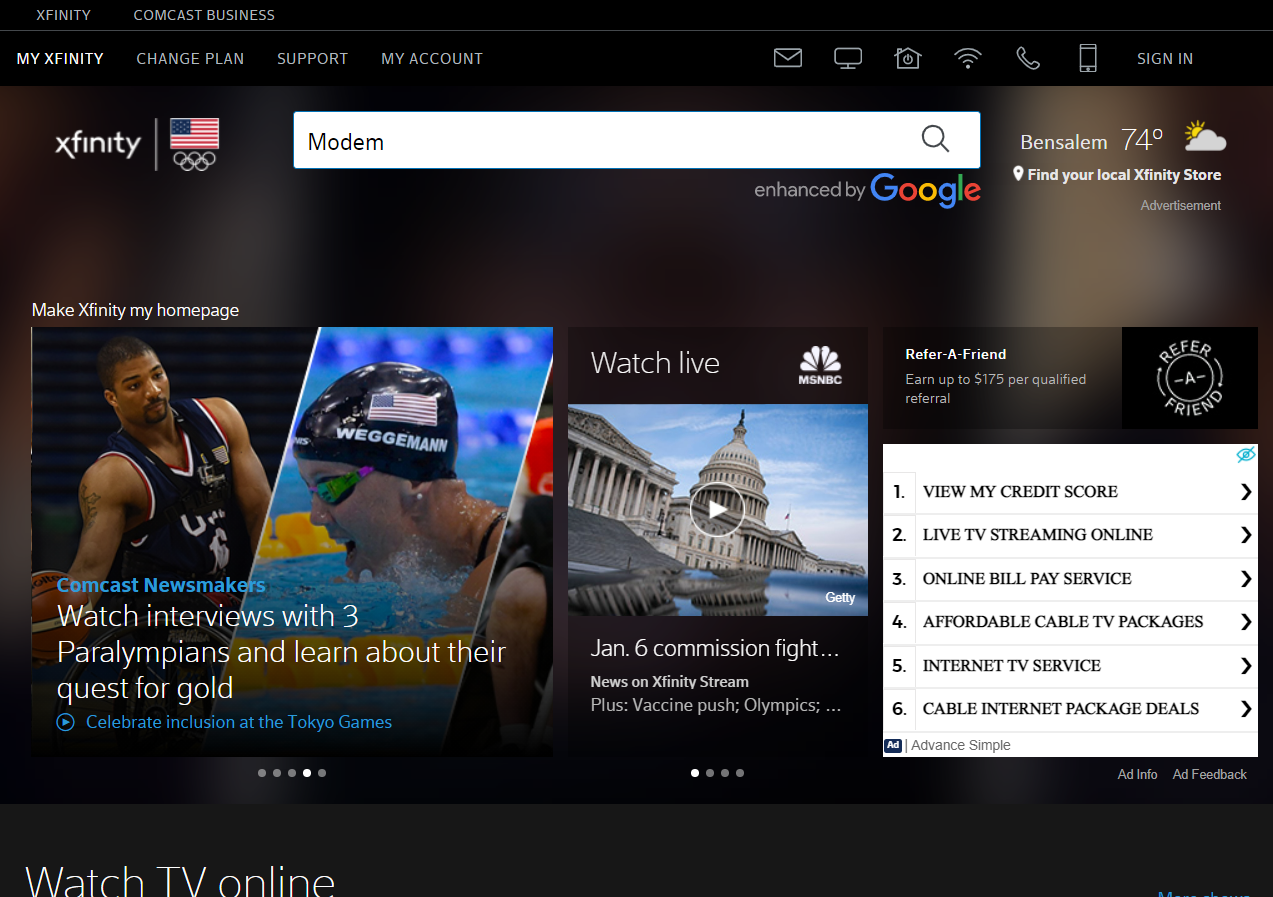 XFINITY COMCAST BUSINESS
MY XFINITY CHANGE PLAN SUPPORT MY ACCOUNT SIGN IN
xfinity
Modem
enhanced by Google
Bensalem 74°
Find your local Xfinity Store
Advertisement
Make Xfinity my homepage
WEGGEMANN
Comcast Newsmakers
Watch interviews with 3
Paralympians and learn about their
quest for gold
Celebrate inclusion at the Tokyo Games
Watch live
MSNBC
Getty
Jan. 6 commission fight...
News on Xfinity Stream
Plus: Vaccine push; Olympics; ...
Refer-A-Friend
Earn up to $175 per qualified
referral
REFER
-A-
FRIEND
1. VIEW MY CREDIT SCORE
2. LIVE TV STREAMING ONLINE
3. ONLINE BILL PAY SERVICE
4. AFFORDABLE CABLE TV PACKAGES
5. INTERNET TV SERVICE
6. CABLE INTERNET PACKAGE DEALS
Ad | Advance Simple
Ad Info Ad Feedback
Watch TV online
More shows